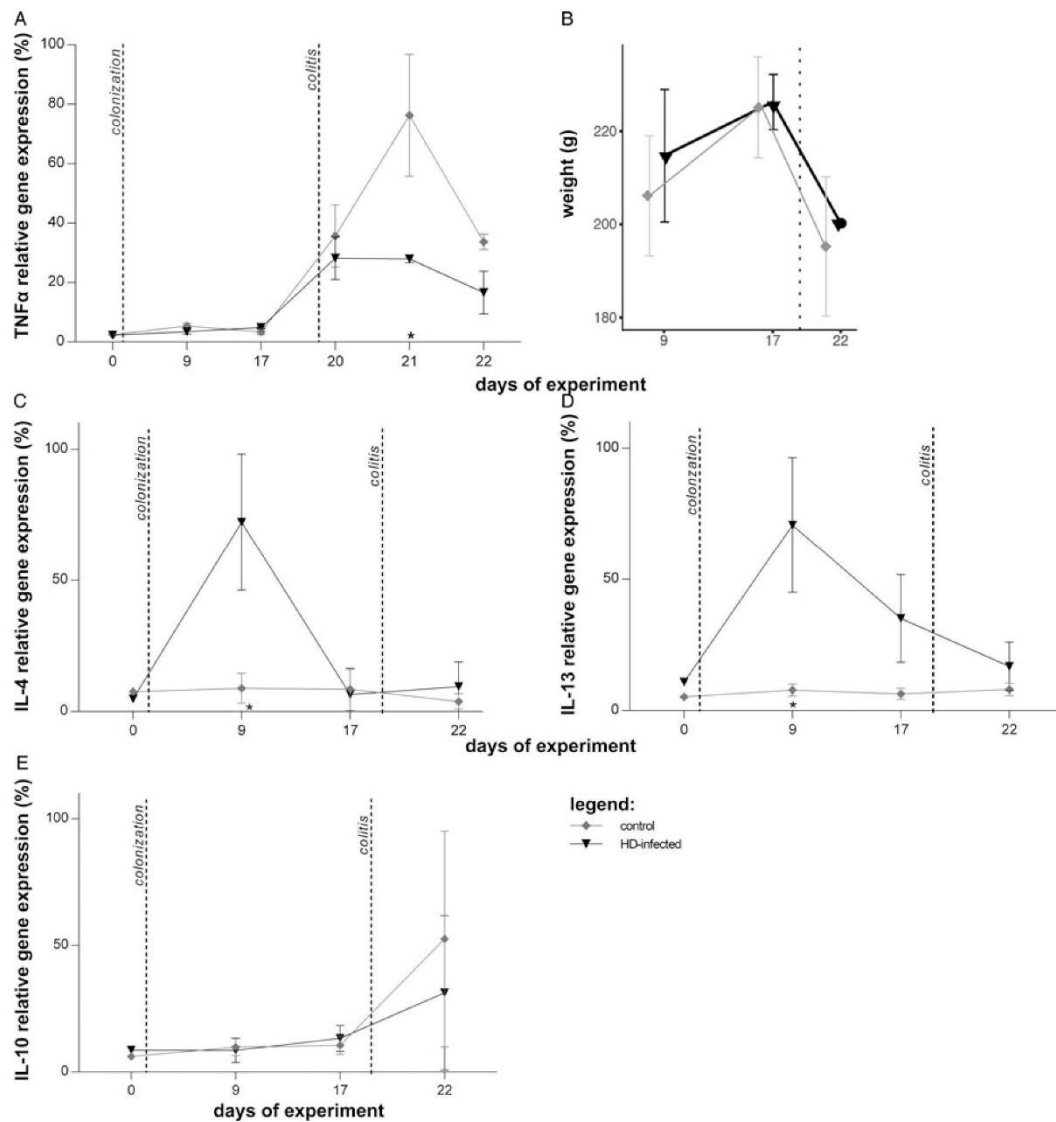 A
TNFα relative gene expression (%)
100
80
60
40
20
0
colonization
colitis
*
0 9 17 20 21 22
B
weight (g)
220
200
180
9 17 22
days of experiment
C
IL-4 relative gene expression (%)
100
50
0
colonization
colitis
*
0 9 17 22
D
IL-13 relative gene expression (%)
100
50
0
colonzation
colitis
*
0 9 17 22
days of experiment
E
IL-10 relative gene expression (%)
100
50
0
colonization
colitis
0 9 17 22
days of experiment
legend:
control
HD-infected